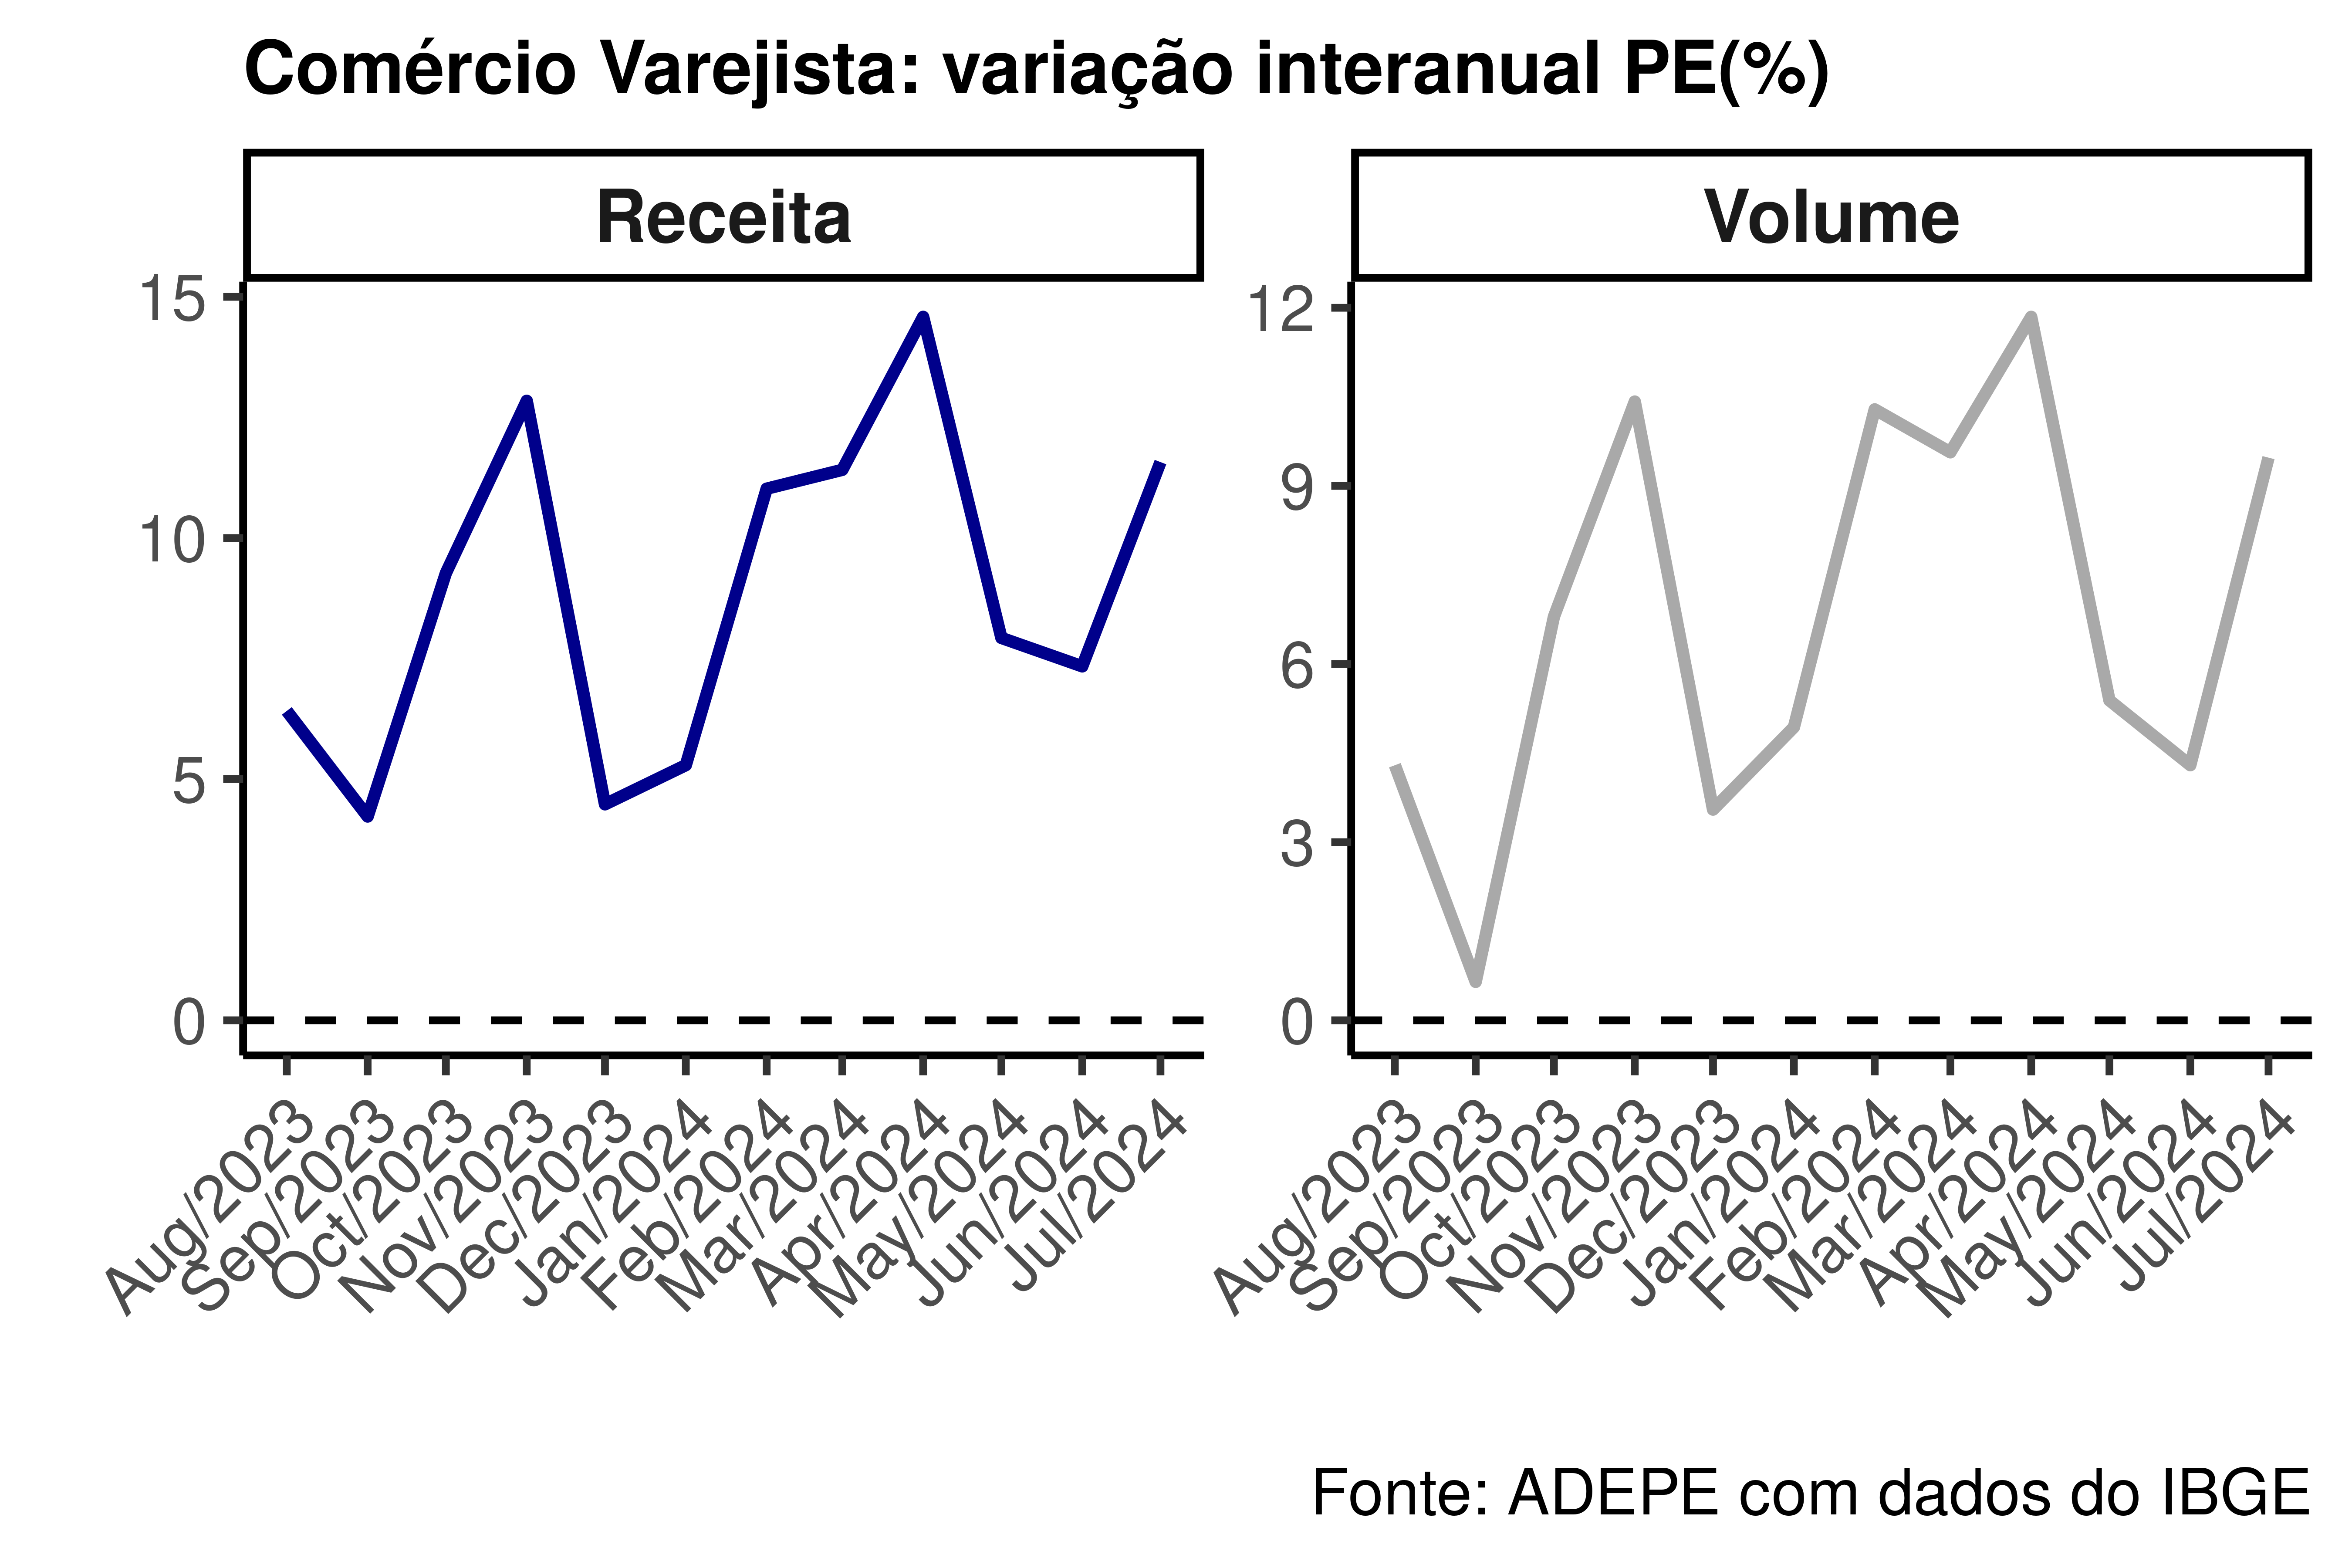 Comércio Varejista: variação interanual PE(%)
Receita
15
10
5
0
Aug/2023
Sep/2023
Oct/2023
Nov/2023
Dec/2023
Jan/2024
Feb/2024
Mar/2024
Apr/2024
May/2024
Jun/2024
Jul/2024
Volume
12
9
6
3
0
Aug/2023
Sep/2023
Oct/2023
Nov/2023
Dec/2023
Jan/2024
Feb/2024
Mar/2024
Apr/2024
May/2024
Jun/2024
Jul/2024
Fonte: ADEPE com dados do IBGE